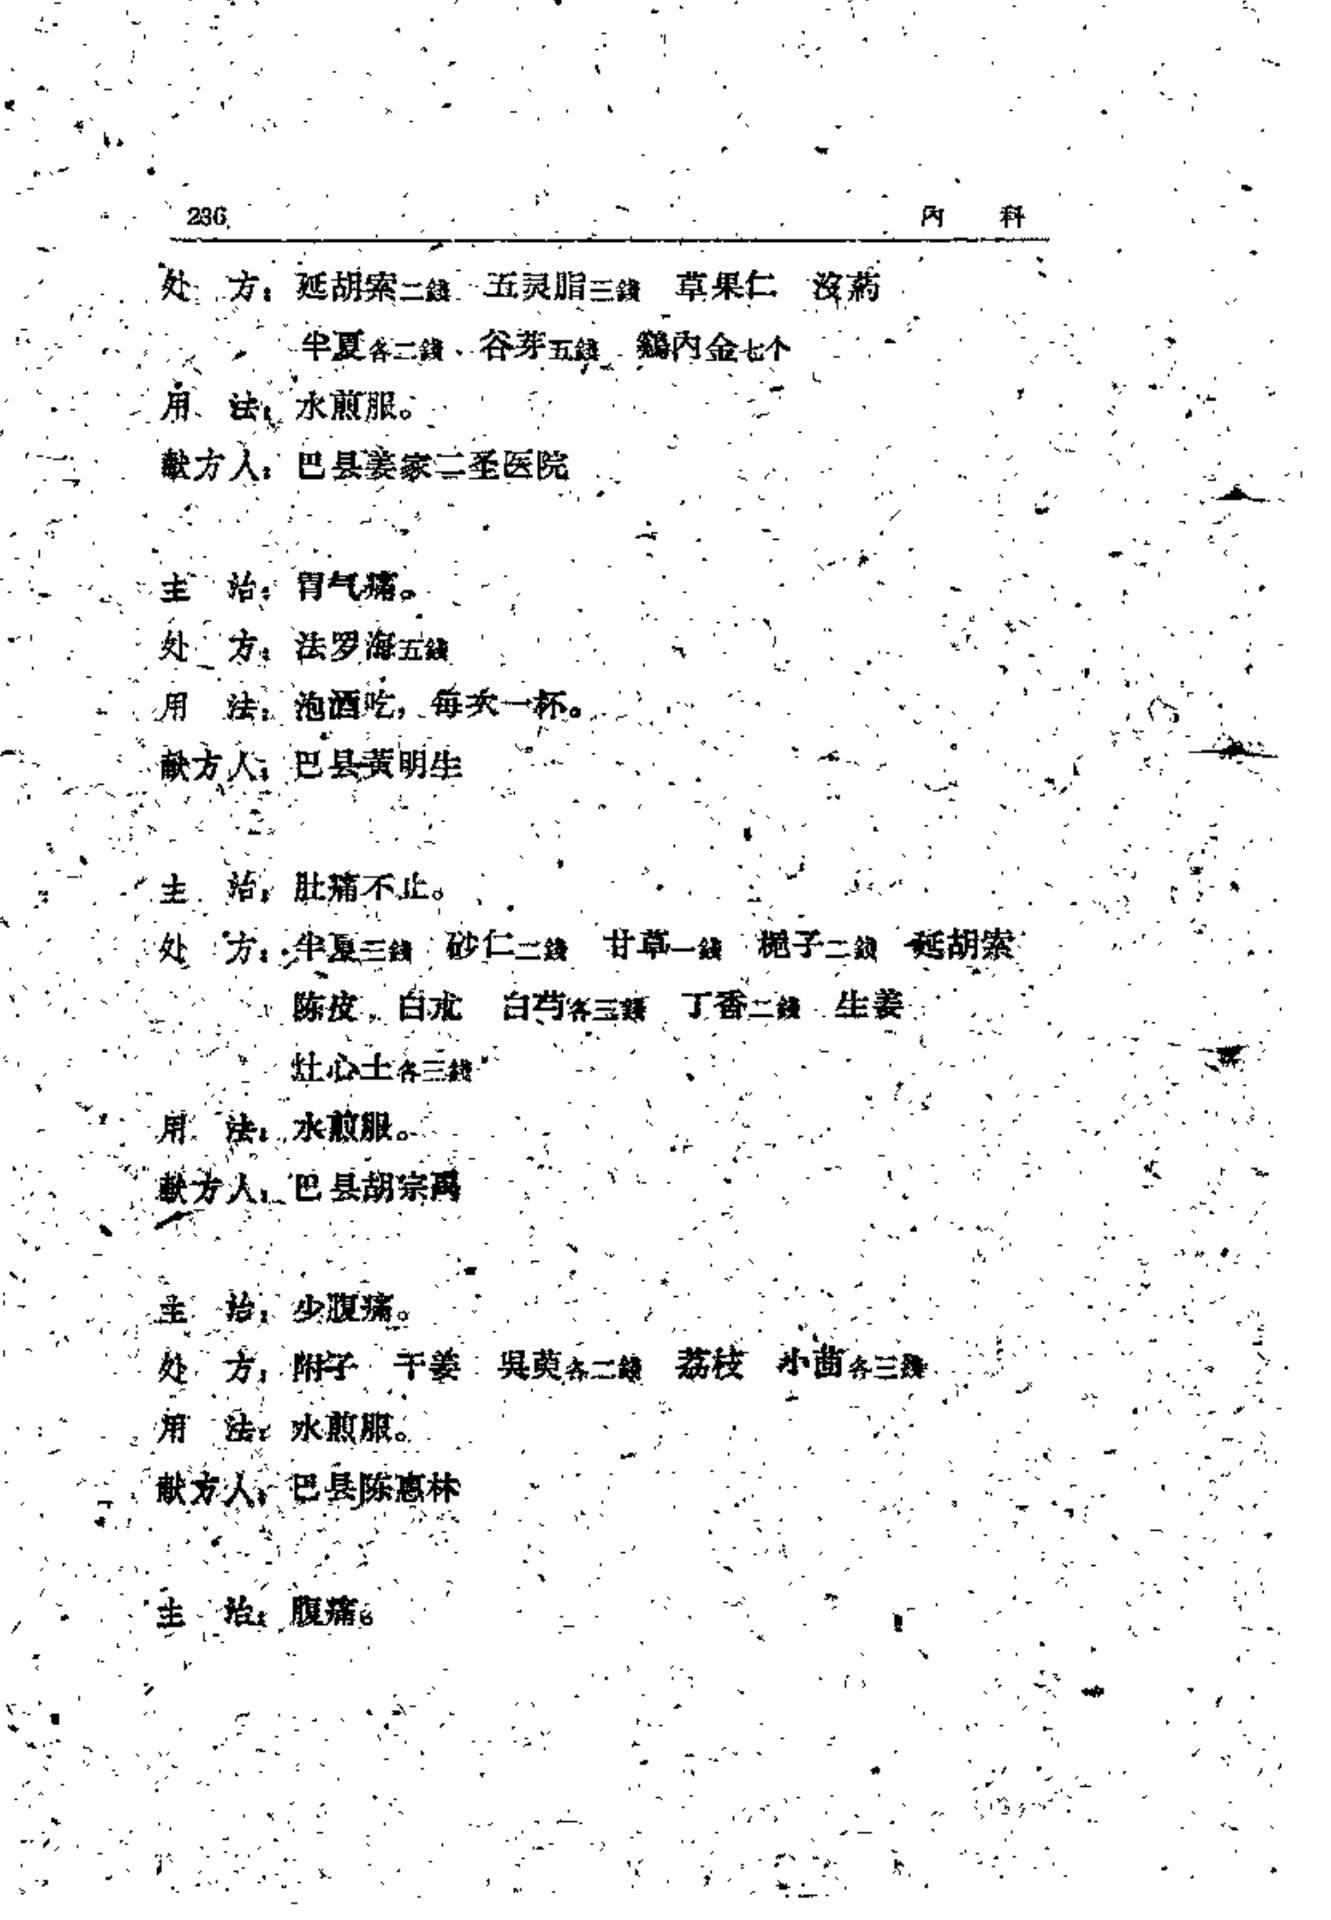 236 內 科
处 方：延胡索二錢 五灵脂三錢 草果仁 沒葯
半夏各二錢 谷芽五錢 鷄內金七个
用 法：水煎服。
献方人：巴县姜家二圣医院
主 治：胃气痛。
处 方：法罗海五錢
用 法：泡酒吃，每次一杯。
献方人：巴县黄明生
主 治：肚痛不止。
处 方：半夏三錢 砂仁二錢 甘草一錢 梔子二錢 延胡索
陈皮 白朮 白芍各三錢 丁香二錢 生姜
灶心土各三錢
用 法：水煎服。
献方人：巴县胡宗禹
主 治：少腹痛。
处 方：附子 干姜 吳萸各二錢 荔枝 小茴各三錢
用 法：水煎服。
献方人：巴县陈惠林
主 治：腹痛。